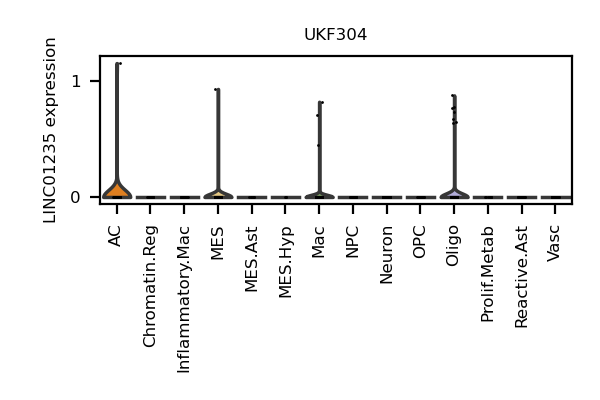 UKF304
LINC01235 expression
1
0
AC
Chromatin.Reg
Inflammatory.Mac
MES
MES.Ast
MES.Hyp
Mac
NPC
Neuron
OPC
Oligo
Prolif.Metab
Reactive.Ast
Vasc